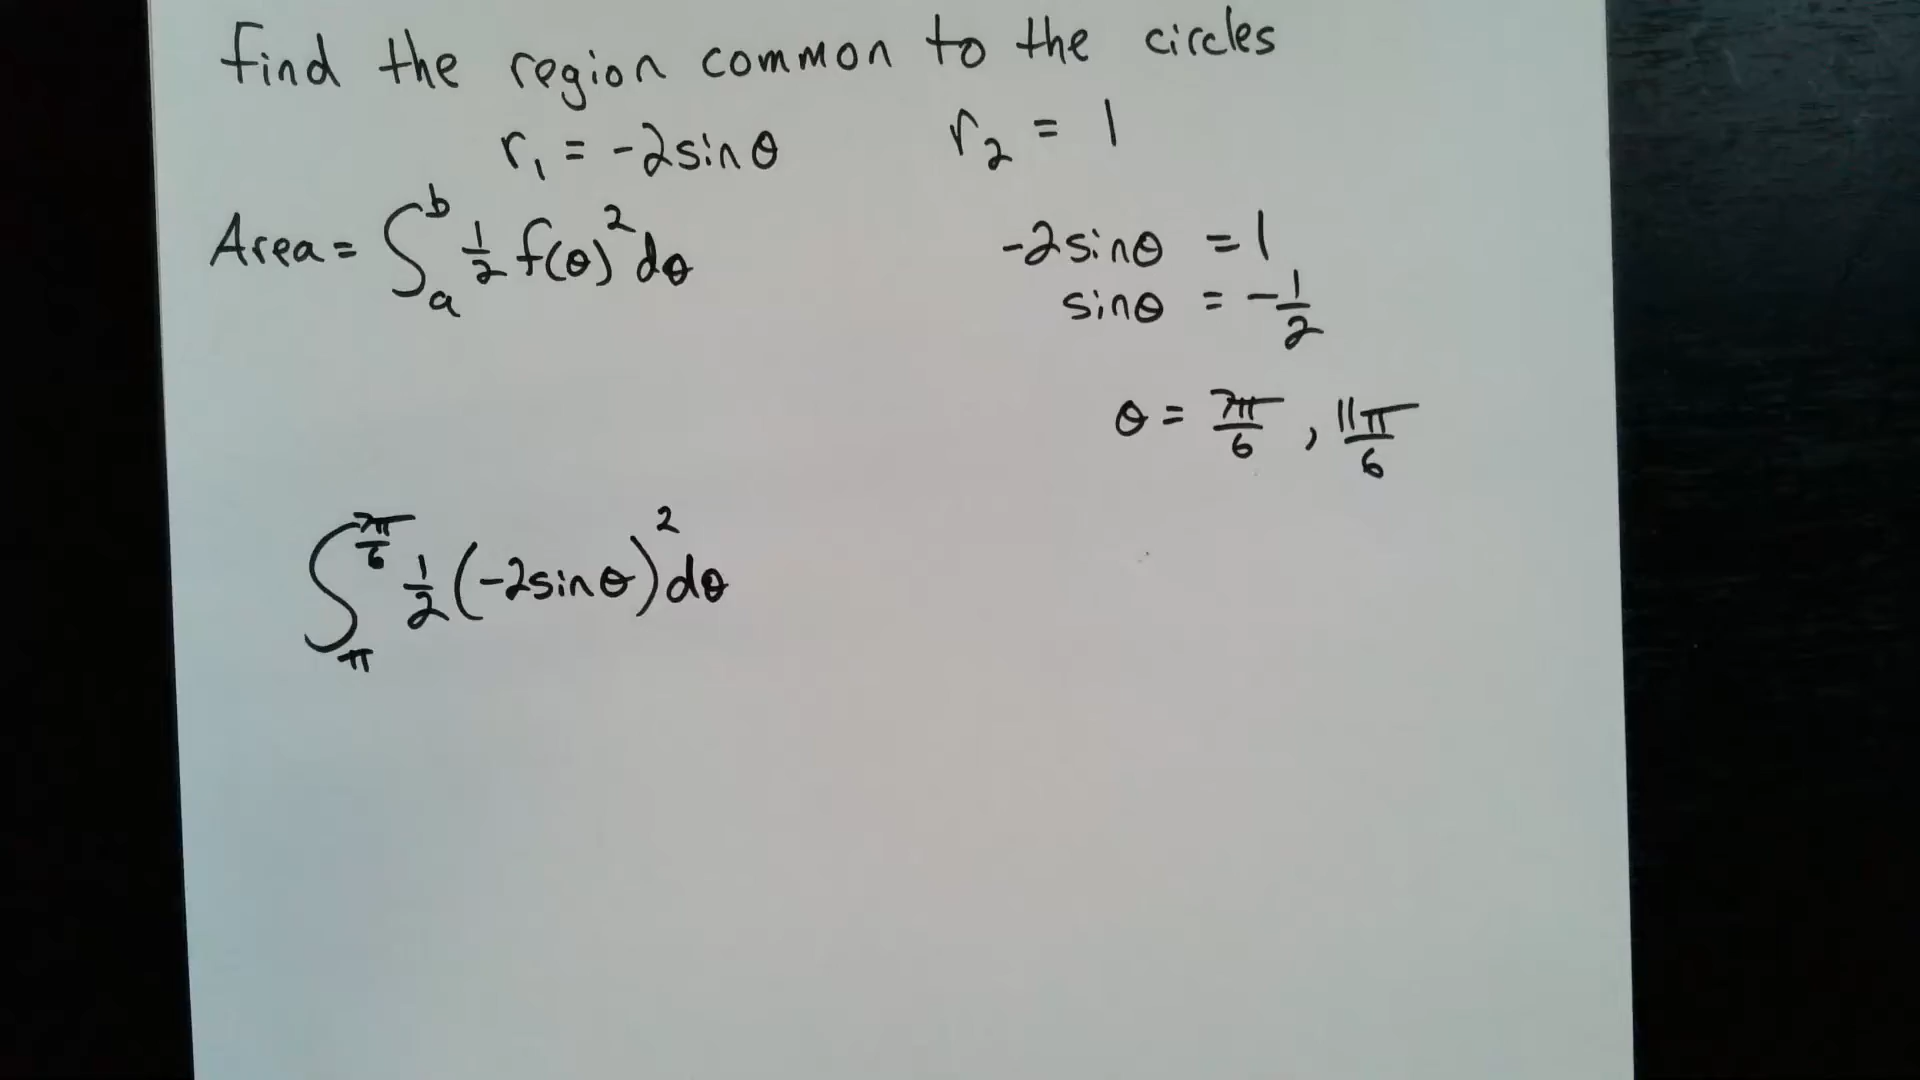 find the region common to the circles
r₁ = -2sinθ r₂ = 1
Area = ∫ₐᵇ ½ f(θ)² dθ
-2sinθ = 1
sinθ = -1/2
θ = 7π/6 , 11π/6
∫_π^(7π/6) ½ (-2sinθ)² dθ